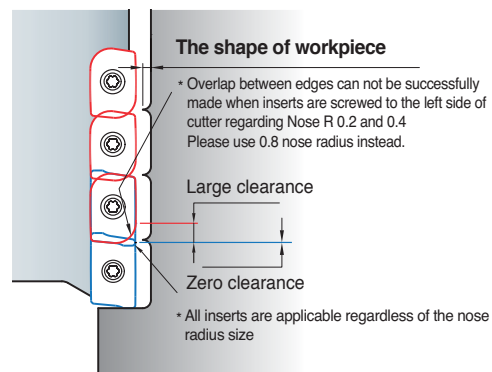 The shape of workpiece
* Overlap between edges can not be successfully
made when inserts are screwed to the left side of
cutter regarding Nose R 0.2 and 0.4
Please use 0.8 nose radius instead.
Large clearance
Zero clearance
* All inserts are applicable regardless of the nose
radius size